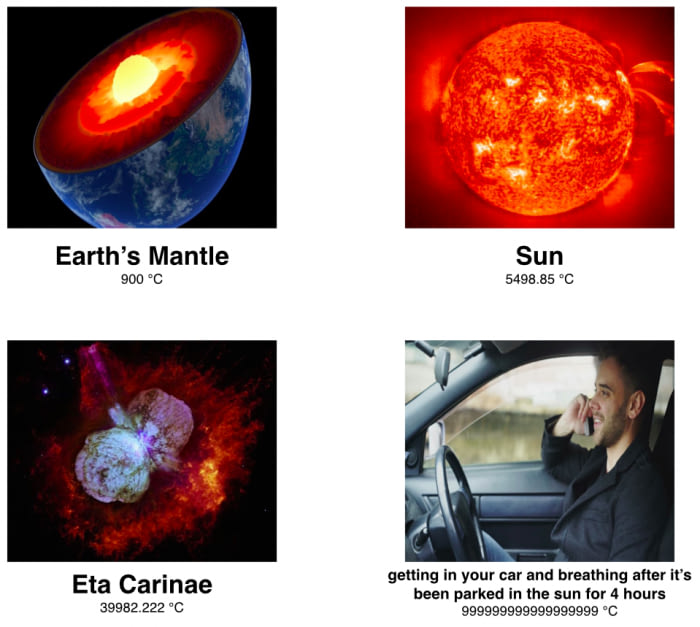 Earth's Mantle
900 °C
Sun
5498.85 °C
Eta Carinae
39982.222 °C
getting in your car and breathing after it's
been parked in the sun for 4 hours
999999999999999999 °C